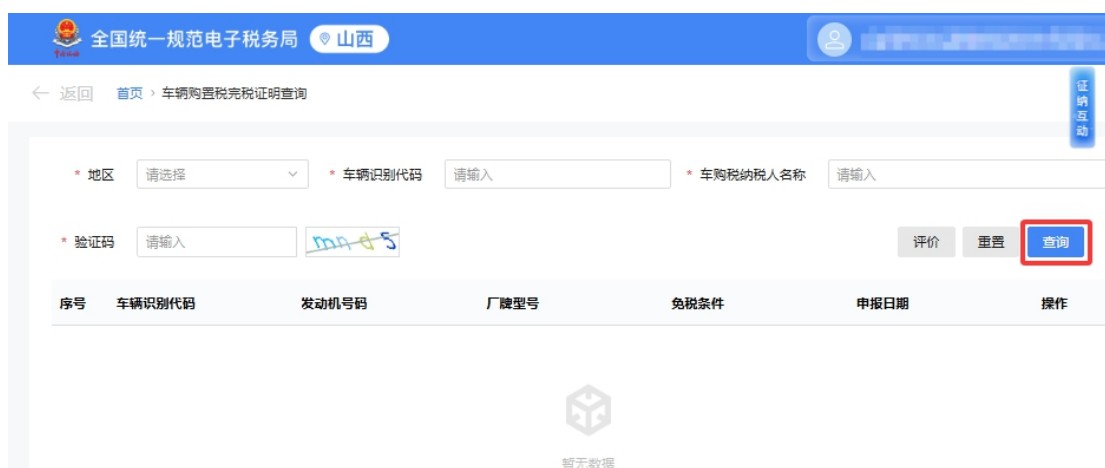 全国统一规范电子税务局 山西
← 返回 首页 > 车辆购置税完税证明查询
征纳互动
* 地区 请选择 * 车辆识别代码 请输入 * 车购税纳税人名称 请输入
* 验证码 请输入 mnd5 评价 重置 查询
序号 车辆识别代码 发动机号码 厂牌型号 免税条件 申报日期 操作
暂无数据